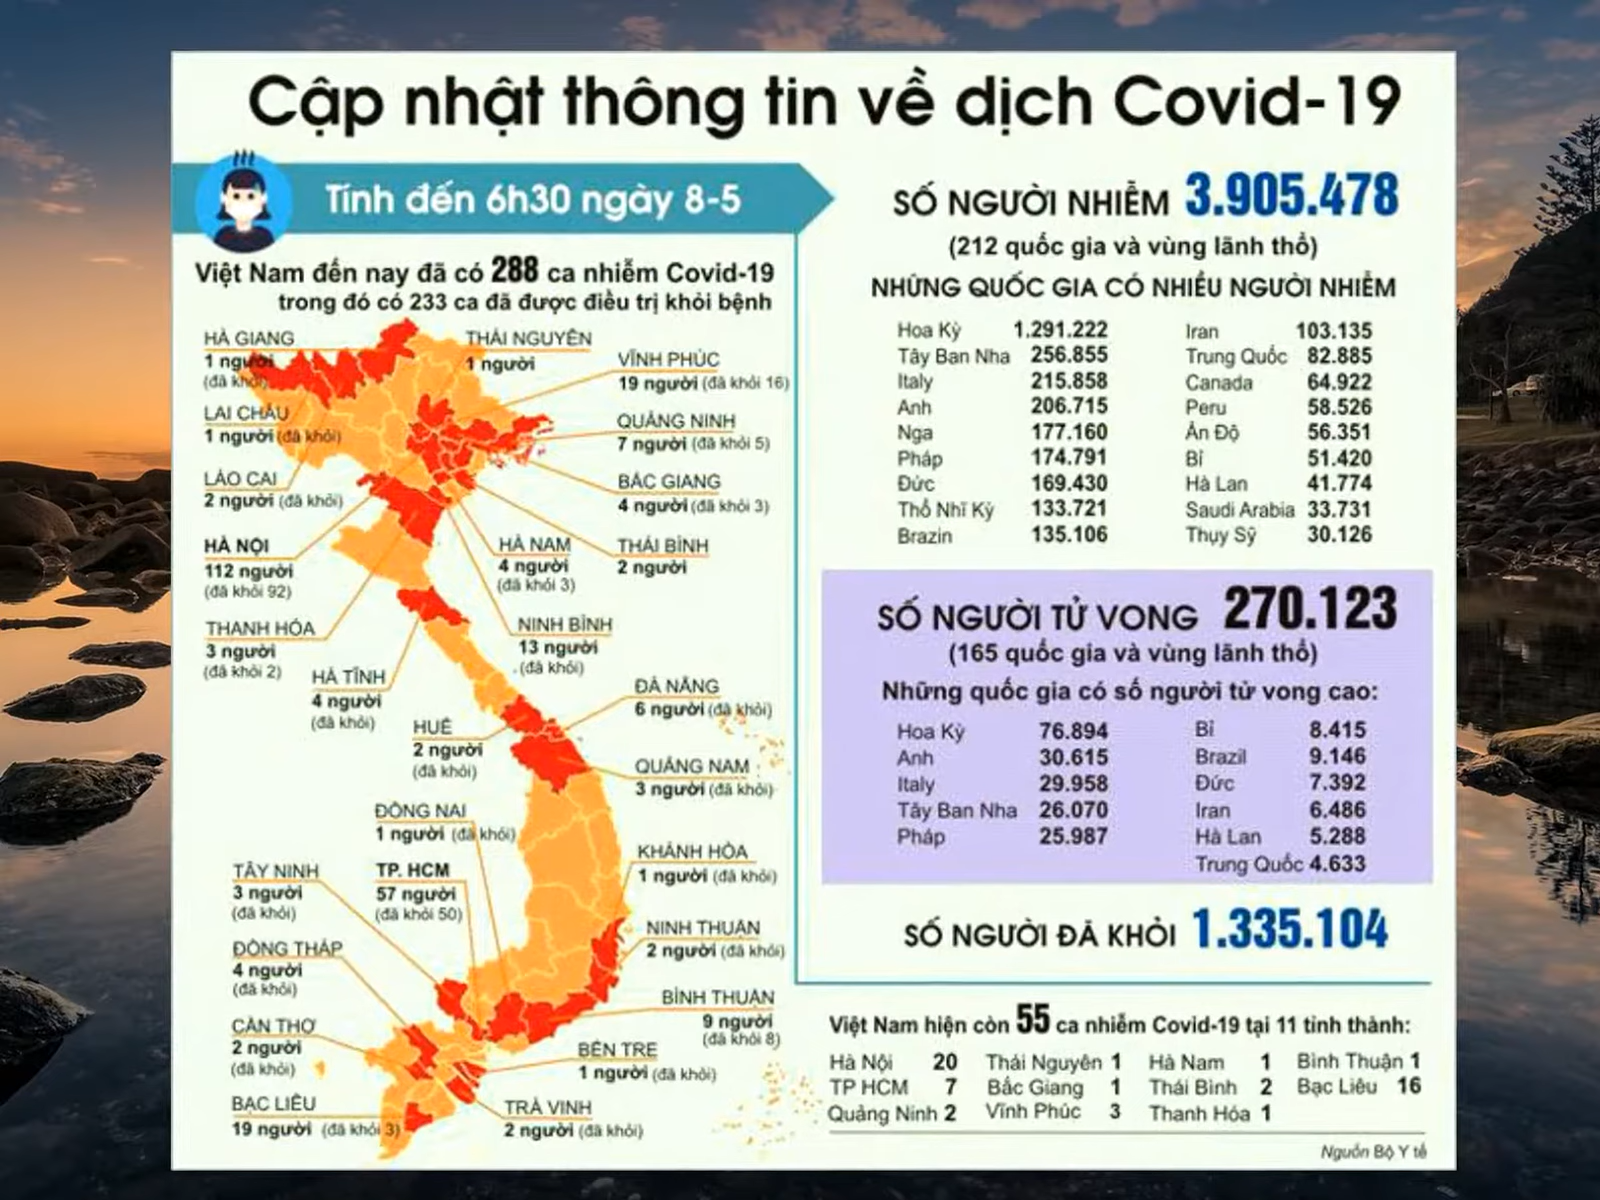 Cập nhật thông tin về dịch Covid-19
Tính đến 6h30 ngày 8-5
Việt Nam đến nay đã có 288 ca nhiễm Covid-19
trong đó có 233 ca đã được điều trị khỏi bệnh
HÀ GIANG
1 người
(đã khỏi)
THÁI NGUYÊN
1 người
VĨNH PHÚC
19 người (đã khỏi 16)
LAI CHÂU
1 người (đã khỏi)
QUẢNG NINH
7 người (đã khỏi 5)
LÀO CAI
2 người (đã khỏi)
BẮC GIANG
4 người (đã khỏi 3)
HÀ NỘI
112 người
(đã khỏi 92)
HÀ NAM
4 người
(đã khỏi 3)
THÁI BÌNH
2 người
THANH HÓA
3 người
(đã khỏi 2)
NINH BÌNH
13 người
(đã khỏi)
HÀ TĨNH
4 người
(đã khỏi)
ĐÀ NẴNG
6 người (đã khỏi)
HUẾ
2 người
(đã khỏi)
QUẢNG NAM
3 người (đã khỏi)
ĐỒNG NAI
1 người (đã khỏi)
KHÁNH HÒA
1 người (đã khỏi)
TÂY NINH
3 người
(đã khỏi)
TP. HCM
57 người
(đã khỏi 50)
NINH THUẬN
2 người (đã khỏi)
ĐỒNG THÁP
4 người
(đã khỏi)
BÌNH THUẬN
9 người
(đã khỏi 8)
CẦN THƠ
2 người
(đã khỏi)
BẾN TRE
1 người (đã khỏi)
BẠC LIÊU
19 người (đã khỏi 3)
TRÀ VINH
2 người (đã khỏi)
SỐ NGƯỜI NHIỄM 3.905.478
(212 quốc gia và vùng lãnh thổ)
NHỮNG QUỐC GIA CÓ NHIỀU NGƯỜI NHIỄM
Hoa Kỳ 1.291.222 Iran 103.135
Tây Ban Nha 256.855 Trung Quốc 82.885
Italy 215.858 Canada 64.922
Anh 206.715 Peru 58.526
Nga 177.160 Ấn Độ 56.351
Pháp 174.791 Bỉ 51.420
Đức 169.430 Hà Lan 41.774
Thổ Nhĩ Kỳ 133.721 Saudi Arabia 33.731
Brazin 135.106 Thụy Sỹ 30.126
SỐ NGƯỜI TỬ VONG 270.123
(165 quốc gia và vùng lãnh thổ)
Những quốc gia có số người tử vong cao:
Hoa Kỳ 76.894 Bỉ 8.415
Anh 30.615 Brazil 9.146
Italy 29.958 Đức 7.392
Tây Ban Nha 26.070 Iran 6.486
Pháp 25.987 Hà Lan 5.288
Trung Quốc 4.633
SỐ NGƯỜI ĐÃ KHỎI 1.335.104
Việt Nam hiện còn 55 ca nhiễm Covid-19 tại 11 tỉnh thành:
Hà Nội 20 Thái Nguyên 1 Hà Nam 1 Bình Thuận 1
TP HCM 7 Bắc Giang 1 Thái Bình 2 Bạc Liêu 16
Quảng Ninh 2 Vĩnh Phúc 3 Thanh Hóa 1
Nguồn Bộ Y tế